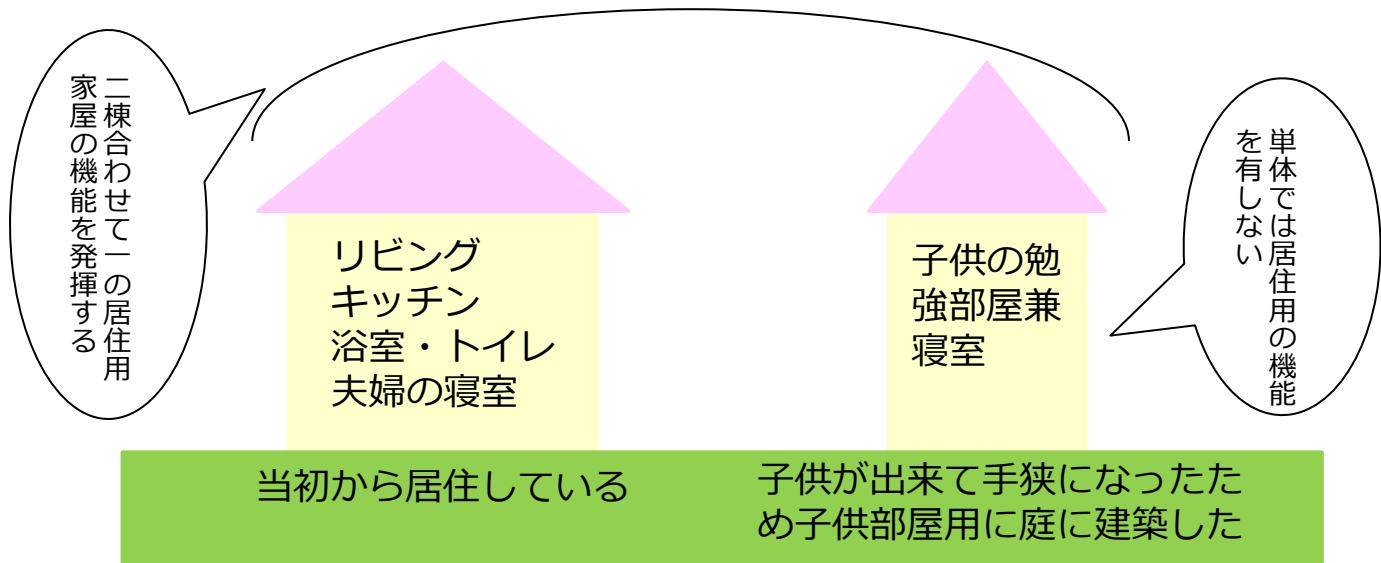 二棟合わせて一の居住用
家屋の機能を発揮する
リビング
キッチン
浴室・トイレ
夫婦の寝室
子供の勉
強部屋兼
寝室
単体では居住用の機能
を有しない
当初から居住している
子供が出来て手狭になったた
め子供部屋用に庭に建築した